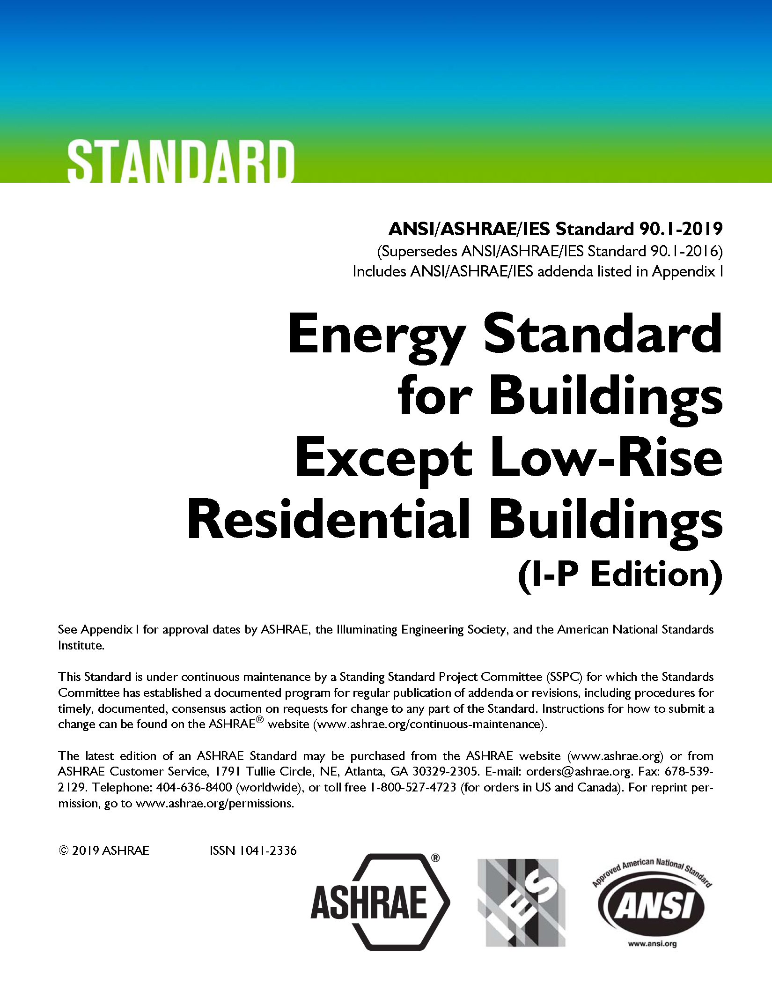 STANDARD
ANSI/ASHRAE/IES Standard 90.1-2019
(Supersedes ANSI/ASHRAE/IES Standard 90.1-2016)
Includes ANSI/ASHRAE/IES addenda listed in Appendix I
Energy Standard
for Buildings
Except Low-Rise
Residential Buildings
(I-P Edition)
See Appendix I for approval dates by ASHRAE, the Illuminating Engineering Society, and the American National Standards
Institute.
This Standard is under continuous maintenance by a Standing Standard Project Committee (SSPC) for which the Standards
Committee has established a documented program for regular publication of addenda or revisions, including procedures for
timely, documented, consensus action on requests for change to any part of the Standard. Instructions for how to submit a
change can be found on the ASHRAE® website (www.ashrae.org/continuous-maintenance).
The latest edition of an ASHRAE Standard may be purchased from the ASHRAE website (www.ashrae.org) or from
ASHRAE Customer Service, 1791 Tullie Circle, NE, Atlanta, GA 30329-2305. E-mail: orders@ashrae.org. Fax: 678-539-
2129. Telephone: 404-636-8400 (worldwide), or toll free 1-800-527-4723 (for orders in US and Canada). For reprint per-
mission, go to www.ashrae.org/permissions.
© 2019 ASHRAE ISSN 1041-2336
ASHRAE ®
IES
Approved American National Standard
ANSI
www.ansi.org